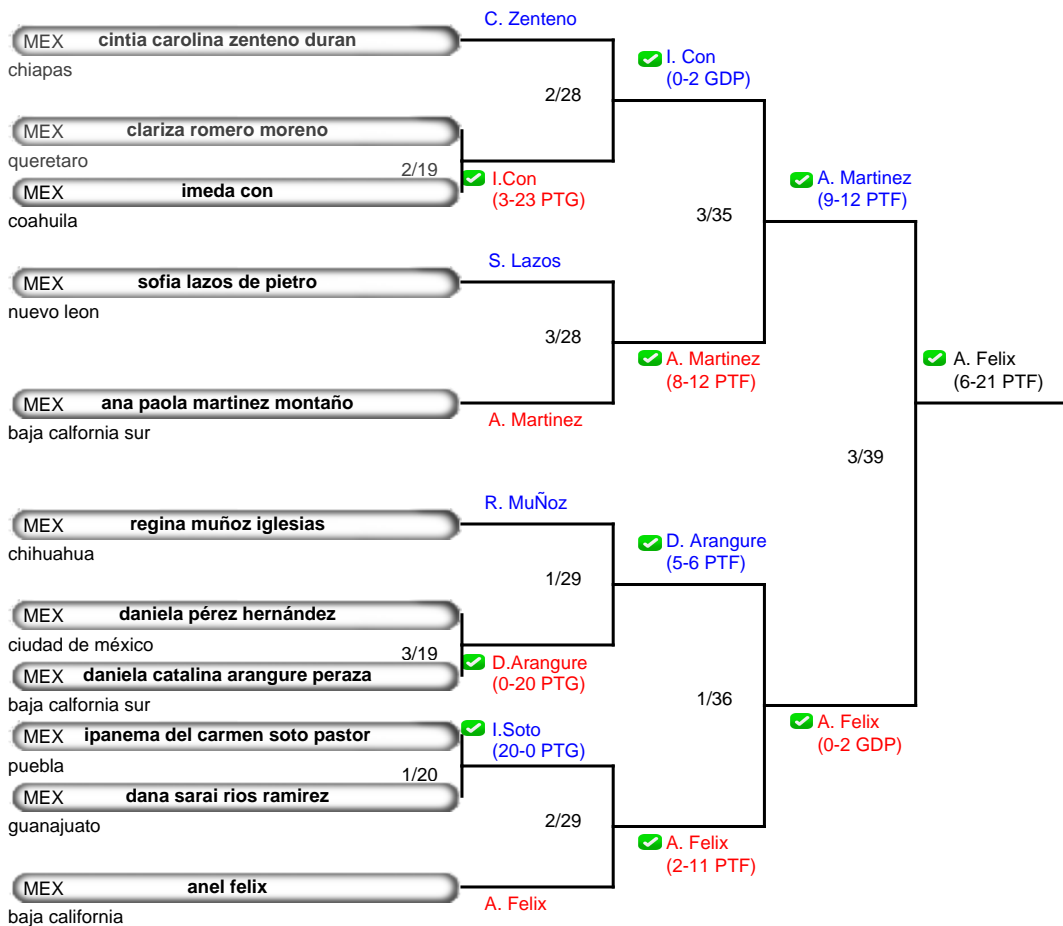 C. Zenteno
MEX cintia carolina zenteno duran
chiapas
I. Con
(0-2 GDP)
2/28
MEX clariza romero moreno
queretaro
2/19
I.Con
(3-23 PTG)
MEX imeda con
coahuila
A. Martinez
(9-12 PTF)
3/35
S. Lazos
MEX sofia lazos de pietro
nuevo leon
3/28
A. Martinez
(8-12 PTF)
MEX ana paola martinez montaño
baja calfornia sur
A. Martinez
A. Felix
(6-21 PTF)
3/39
R. MuÑoz
MEX regina muñoz iglesias
chihuahua
D. Arangure
(5-6 PTF)
1/29
MEX daniela pérez hernández
ciudad de méxico
3/19
D.Arangure
(0-20 PTG)
MEX daniela catalina arangure peraza
baja calfornia sur
1/36
A. Felix
(0-2 GDP)
MEX ipanema del carmen soto pastor
puebla
I.Soto
(20-0 PTG)
1/20
MEX dana sarai rios ramirez
guanajuato
2/29
A. Felix
(2-11 PTF)
MEX anel felix
baja california
A. Felix